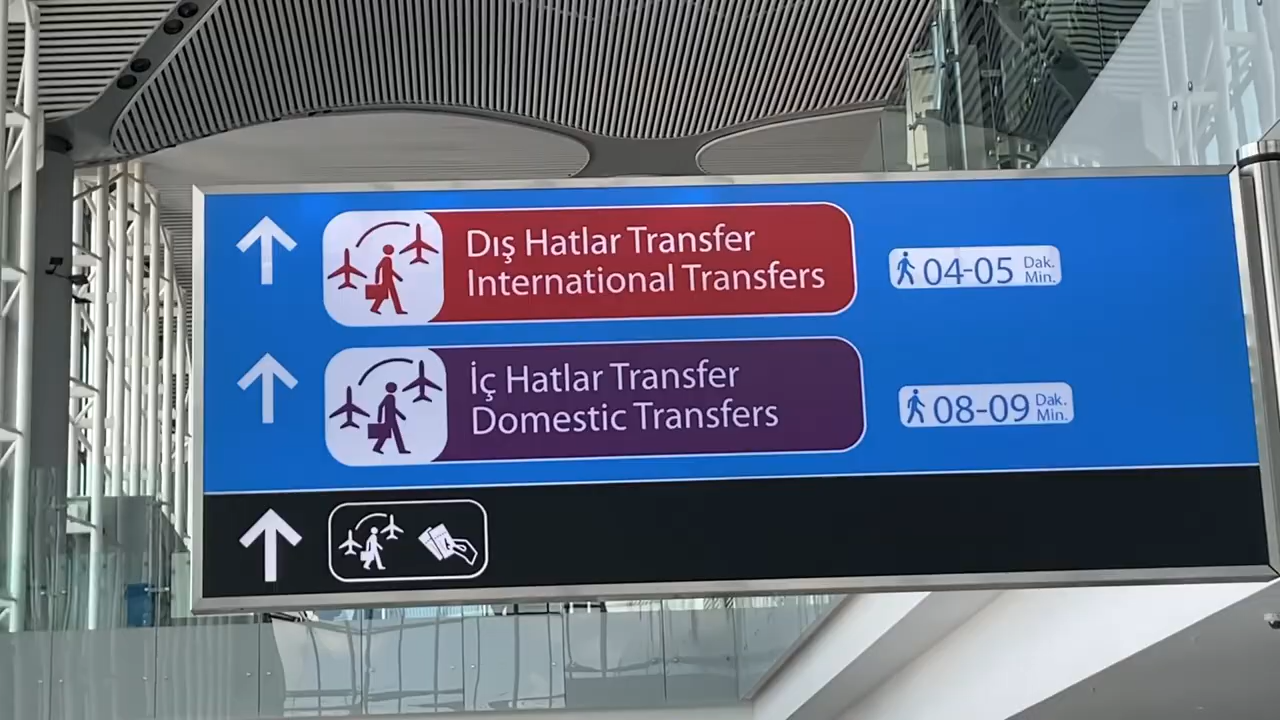 Dış Hatlar Transfer
International Transfers
04-05 Dak. Min.
İç Hatlar Transfer
Domestic Transfers
08-09 Dak. Min.